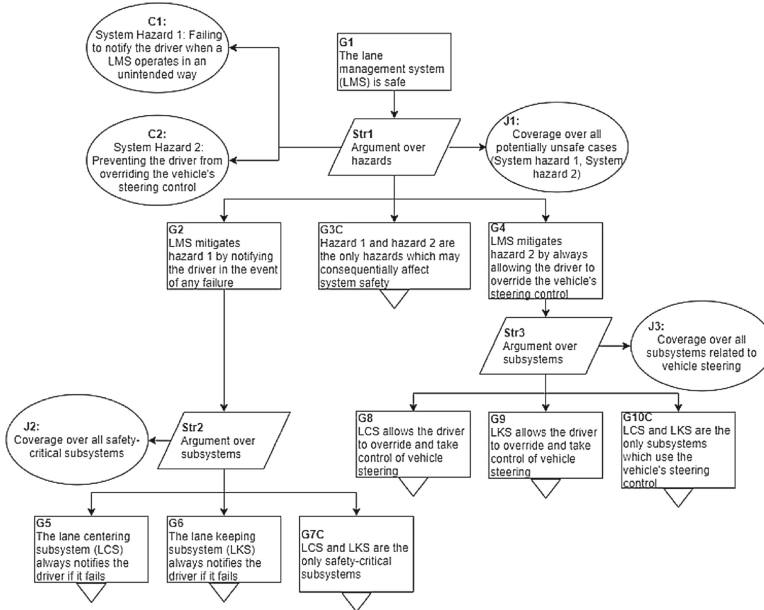 C1:
System Hazard 1: Failing
to notify the driver when a
LMS operates in an
unintended way
G1
The lane
management system
(LMS) is safe
C2:
System Hazard 2:
Preventing the driver from
overriding the vehicle's
steering control
Str1
Argument over
hazards
J1:
Coverage over all
potentially unsafe cases
(System hazard 1, System
hazard 2)
G2
LMS mitigates
hazard 1 by notifying
the driver in the event
of any failure
G3C
Hazard 1 and hazard 2 are
the only hazards which may
consequentially affect
system safety
G4
LMS mitigates
hazard 2 by always
allowing the driver to
override the vehicle's
steering control
Str3
Argument over
subsystems
J3:
Coverage over all
subsystems related to
vehicle steering
J2:
Coverage over all safety-
critical subsystems
Str2
Argument over
subsystems
G8
LCS allows the driver
to override and take
control of vehicle
steering
G9
LKS allows the driver
to override and take
control of vehicle
steering
G10C
LCS and LKS are the
only subsystems
which use the
vehicle's steering
control
G5
The lane centering
subsystem (LCS)
always notifies the
driver if it fails
G6
The lane keeping
subsystem (LKS)
always notifies the
driver if it fails
G7C
LCS and LKS are the
only safety-critical
subsystems